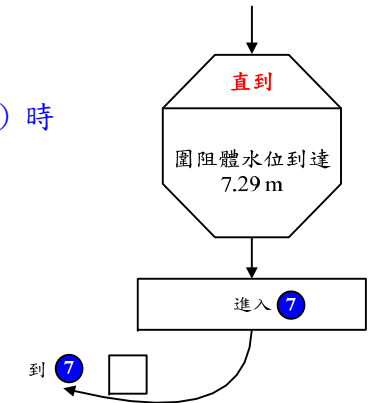 直到
）時
圍阻體水位到達
7.29 m
進入 7
到 7